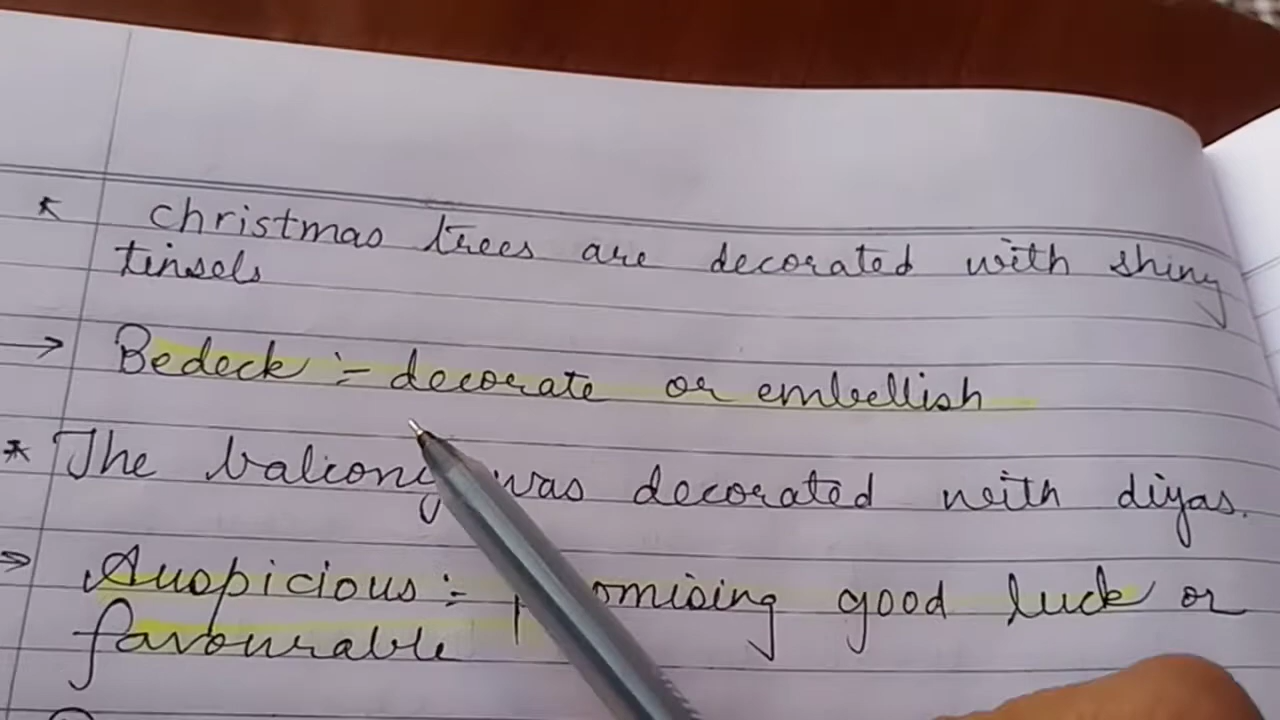 * christmas trees are decorated with shiny
tinsels
→ Bedeck :- decorate or embellish
* The balcony was decorated with diyas.
⇒ Auspicious :- promising good luck or
favourable